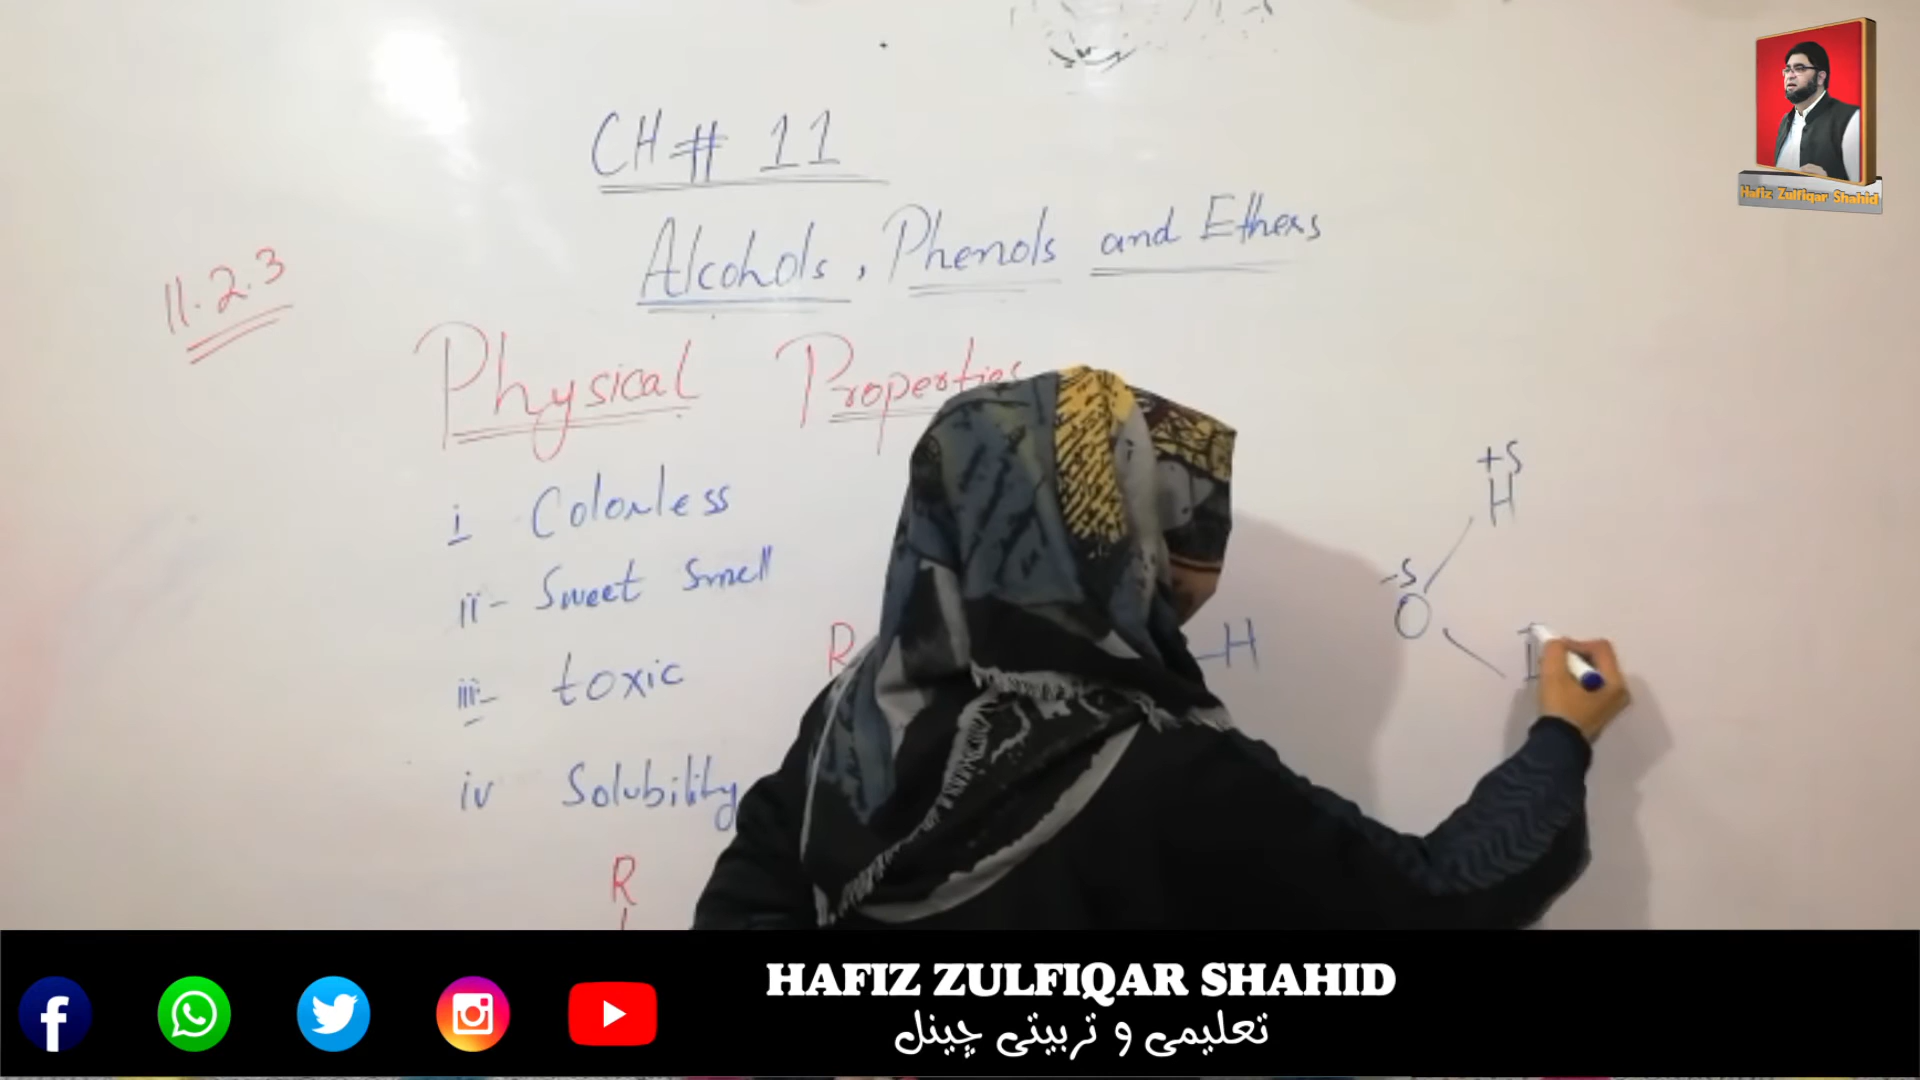 CH# 11
Alcohols, Phenols and Ethers
11.2.3
Physical Properties
i Colorless
ii- Sweet Smell
iii- toxic
iv Solubility
R
-H
+S
H
-S
O
R
Hafiz Zulfiqar Shahid
HAFIZ ZULFIQAR SHAHID
تعلیمی و تربیتی چینل